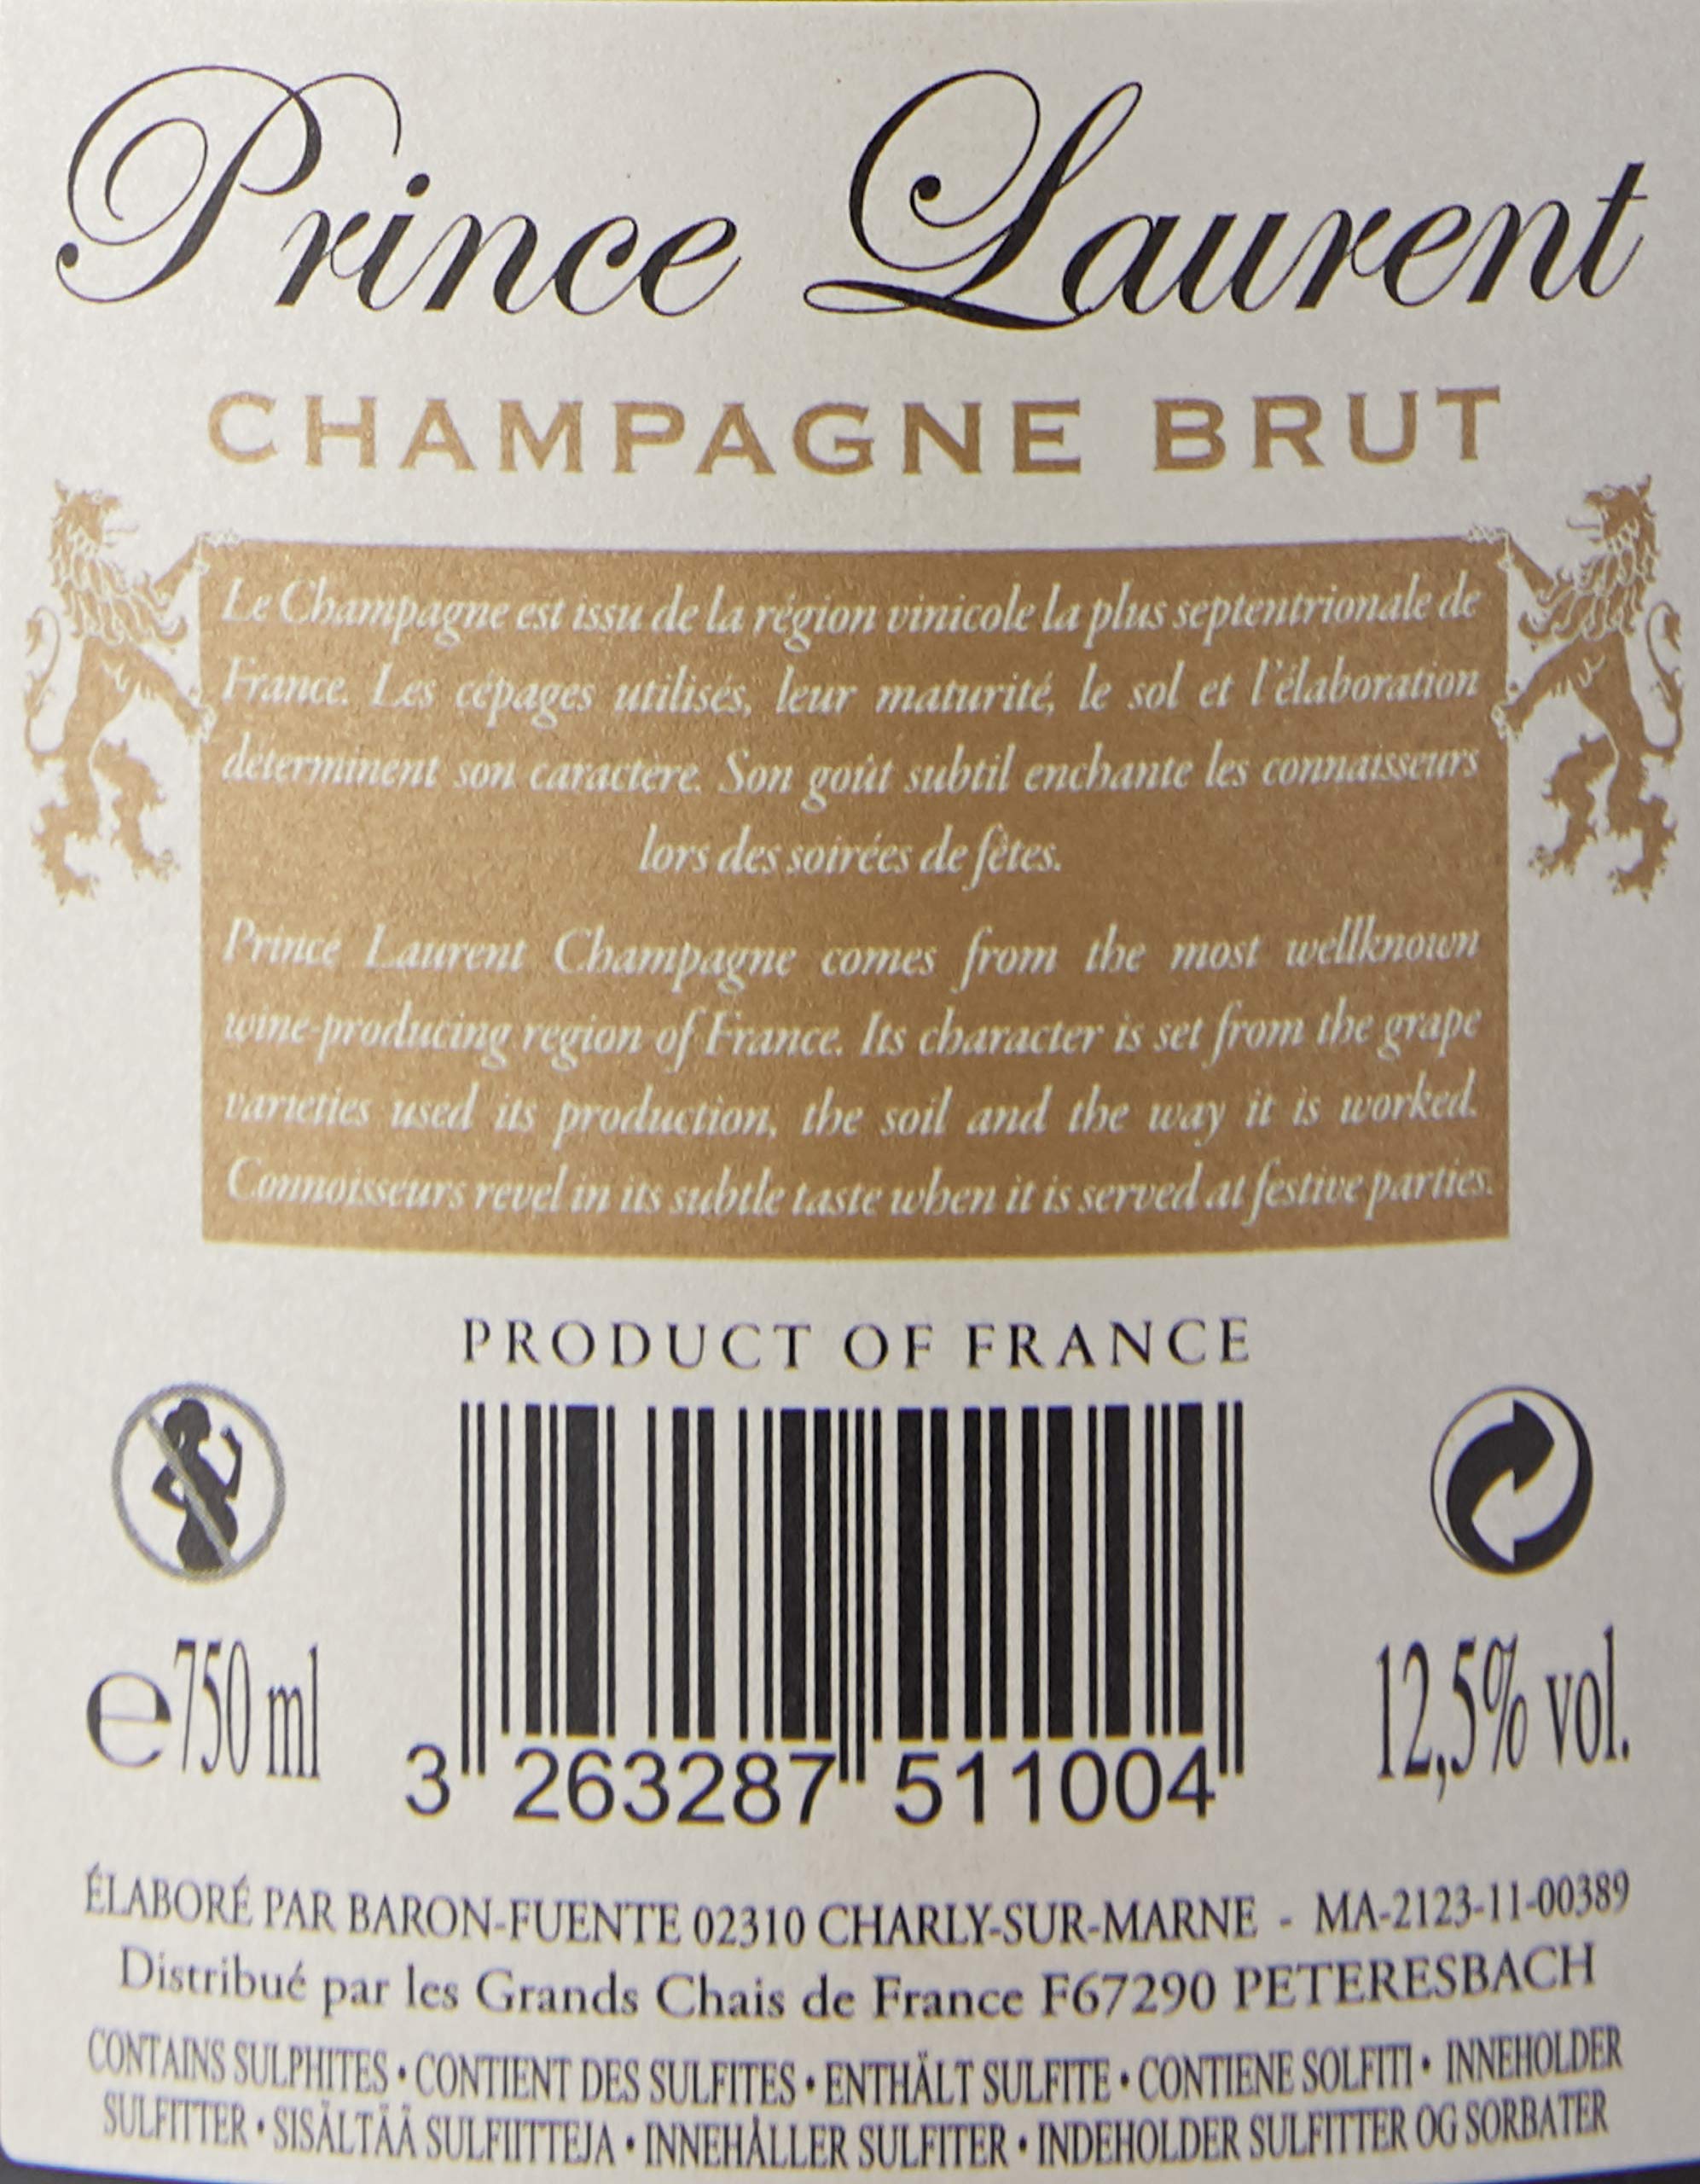 Prince Laurent
CHAMPAGNE BRUT
Le Champagne est issu de la région vinicole la plus septentrionale de
France. Les cépages utilisés, leur maturité, le sol et l'élaboration
déterminent son caractère. Son goût subtil enchante les connaisseurs
lors des soirées de fêtes.
Prince Laurent Champagne comes from the most wellknown
wine-producing region of France. Its character is set from the grape
varieties used its production, the soil and the way it is worked.
Connoisseurs revel in its subtle taste when it is served at festive parties.
PRODUCT OF FRANCE
℮750 ml
3 263287 511004
12,5% vol.
ÉLABORÉ PAR BARON-FUENTE 02310 CHARLY-SUR-MARNE - MA-2123-11-00389
Distribué par les Grands Chais de France F67290 PETERESBACH
CONTAINS SULPHITES • CONTIENT DES SULFITES • ENTHÄLT SULFITE • CONTIENE SOLFITI • INNEHOLDER
SULFITTER • SISÄLTÄÄ SULFIITTEJA • INNEHÅLLER SULFITER • INDEHOLDER SULFITTER OG SORBATER